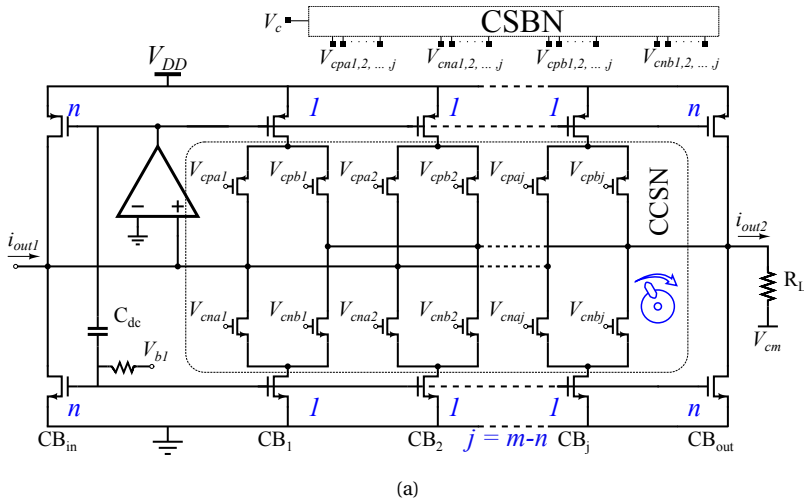 CSBN
V_c
V_cpa1,2, ... .j V_cna1,2, ... .j V_cpb1,2, ... .j V_cnb1,2, ... .j
V_DD
n 1 1 1 n
V_cpa1 V_cpb1 V_cpa2 V_cpb2 V_cpaj V_cpbj
CCSN
− +
i_out1 i_out2
R_L
C_dc
V_cna1 V_cnb1 V_cna2 V_cnb2 V_cnaj V_cnbj
V_cm
V_b1
n 1 1 1 n
CB_in CB_1 CB_2 j = m-n CB_j CB_out
(a)